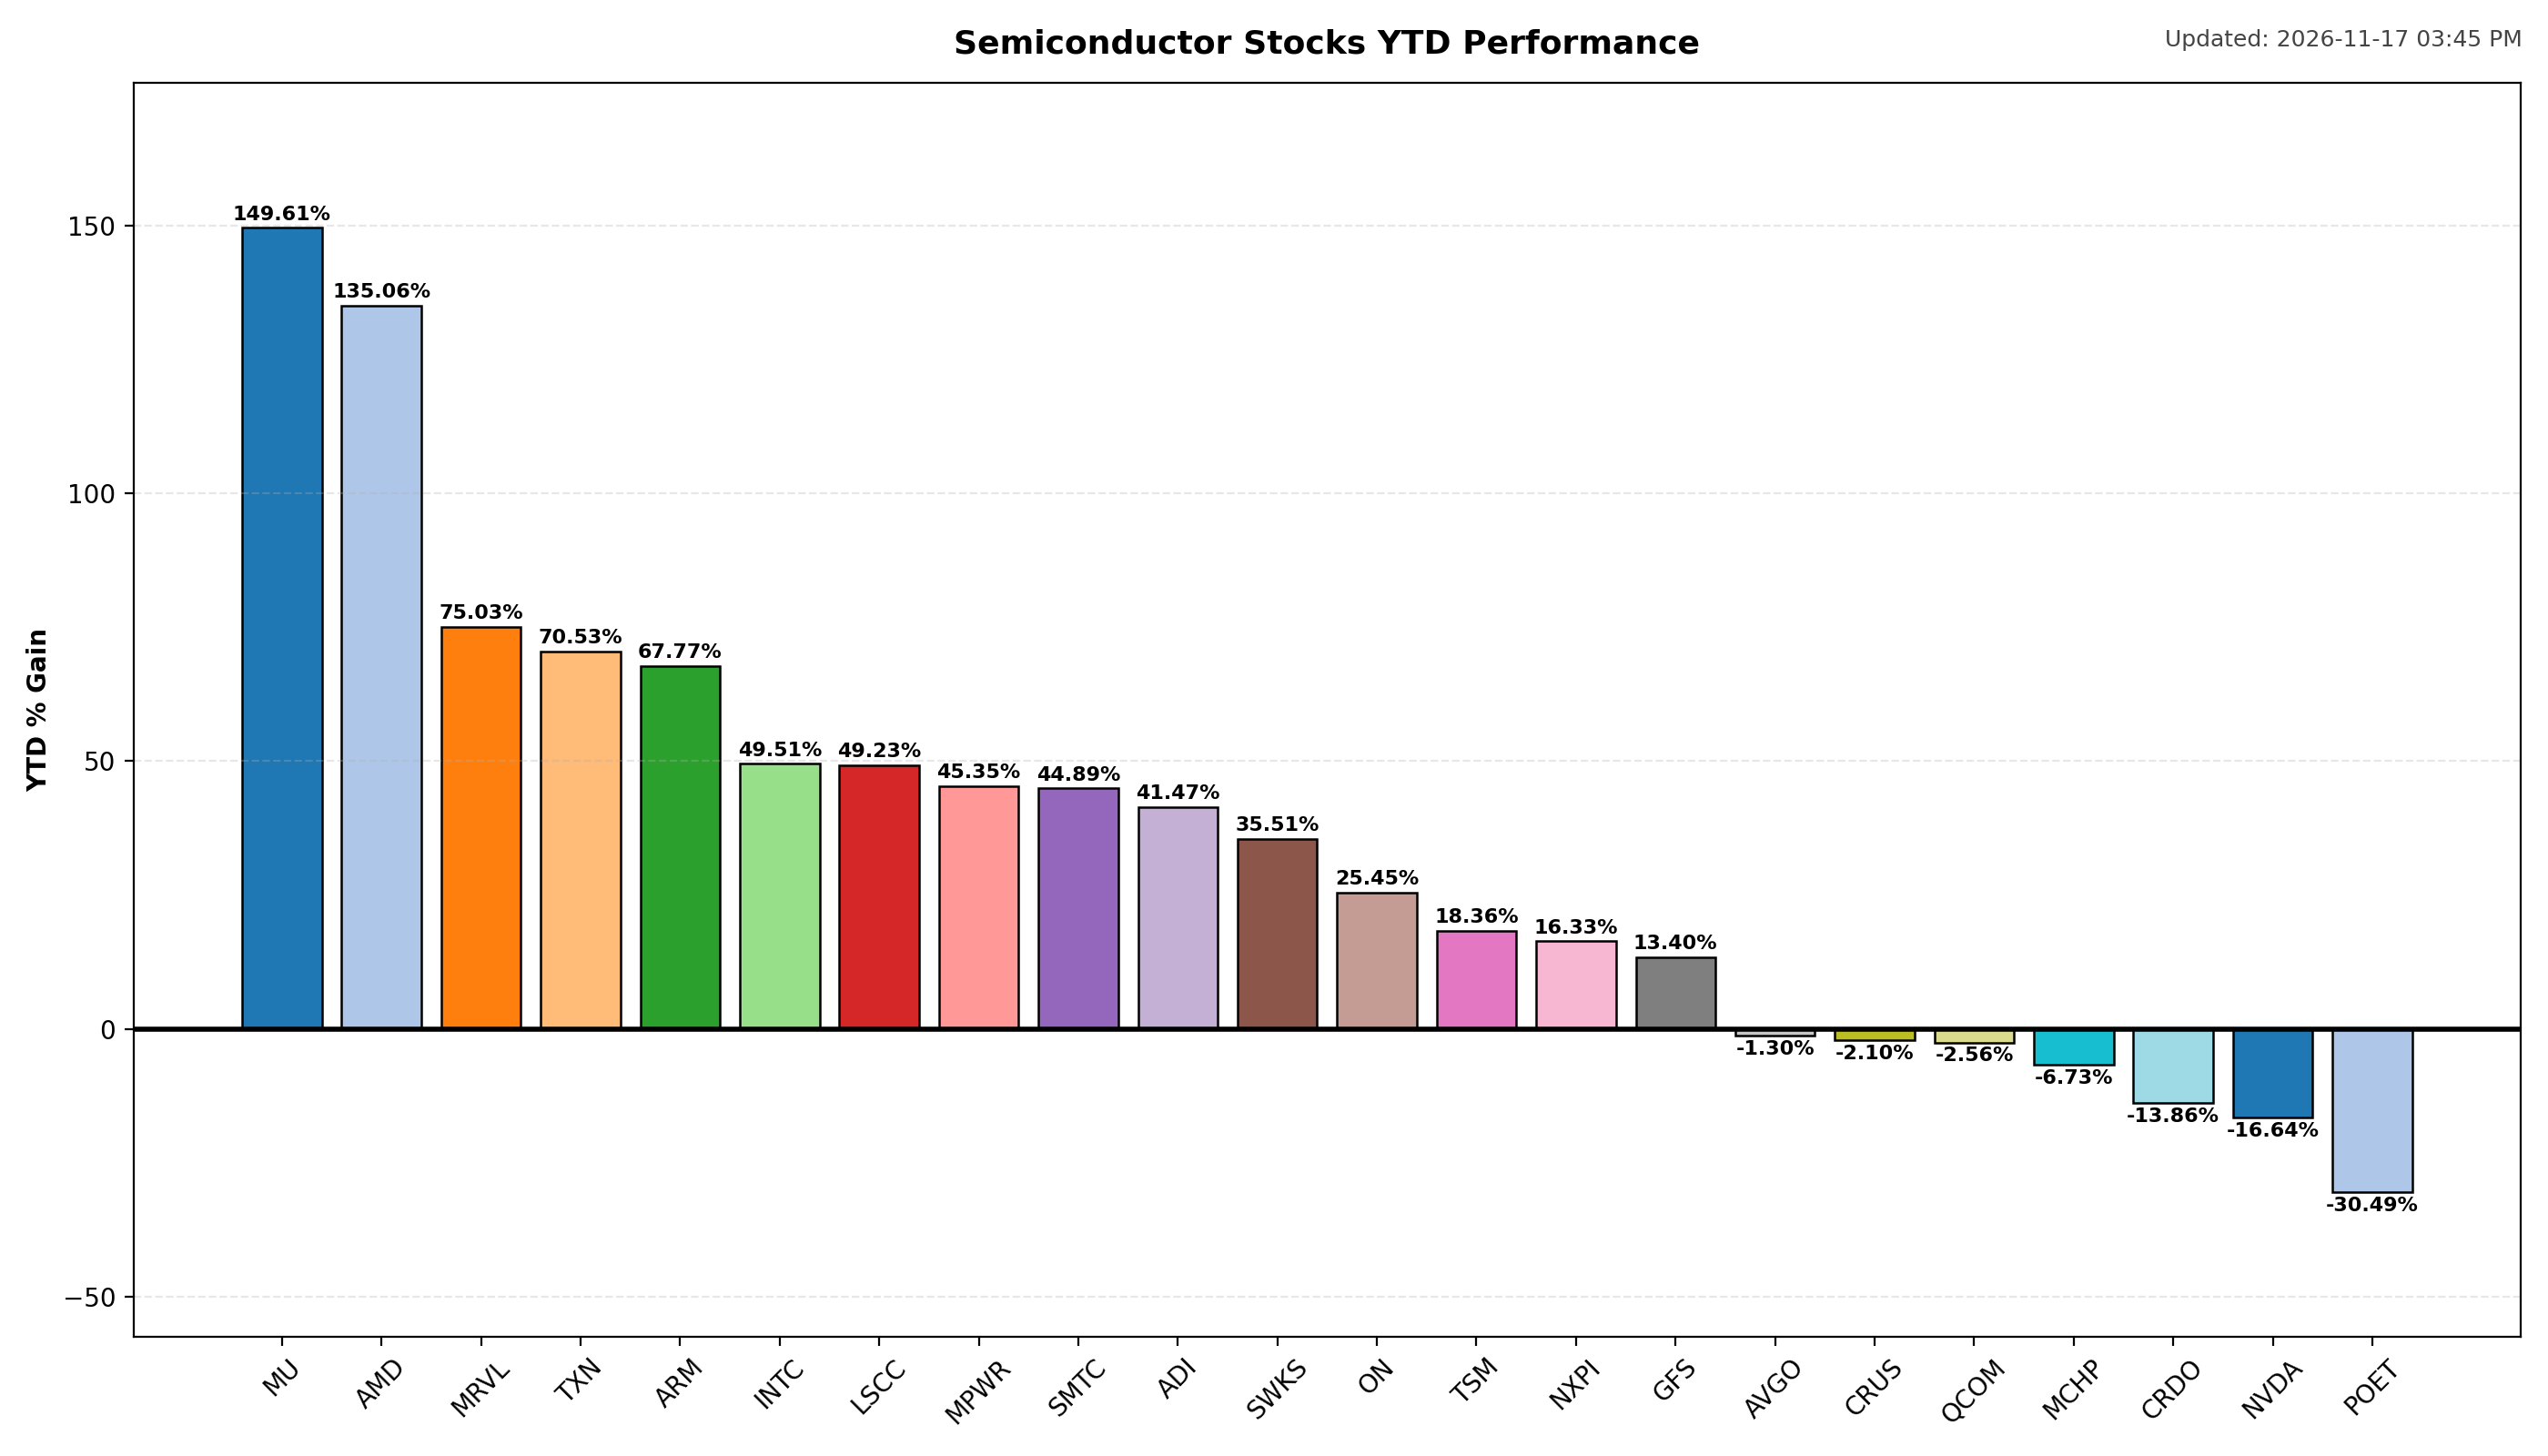 Semiconductor Stocks YTD Performance
Updated: 2026-11-17 03:45 PM
YTD % Gain
150
100
50
0
−50
149.61%
135.06%
75.03%
70.53%
67.77%
49.51%
49.23%
45.35%
44.89%
41.47%
35.51%
25.45%
18.36%
16.33%
13.40%
-1.30%
-2.10%
-2.56%
-6.73%
-13.86%
-16.64%
-30.49%
MU
AMD
MRVL
TXN
ARM
INTC
LSCC
MPWR
SMTC
ADI
SWKS
ON
TSM
NXPI
GFS
AVGO
CRUS
QCOM
MCHP
CRDO
NVDA
POET